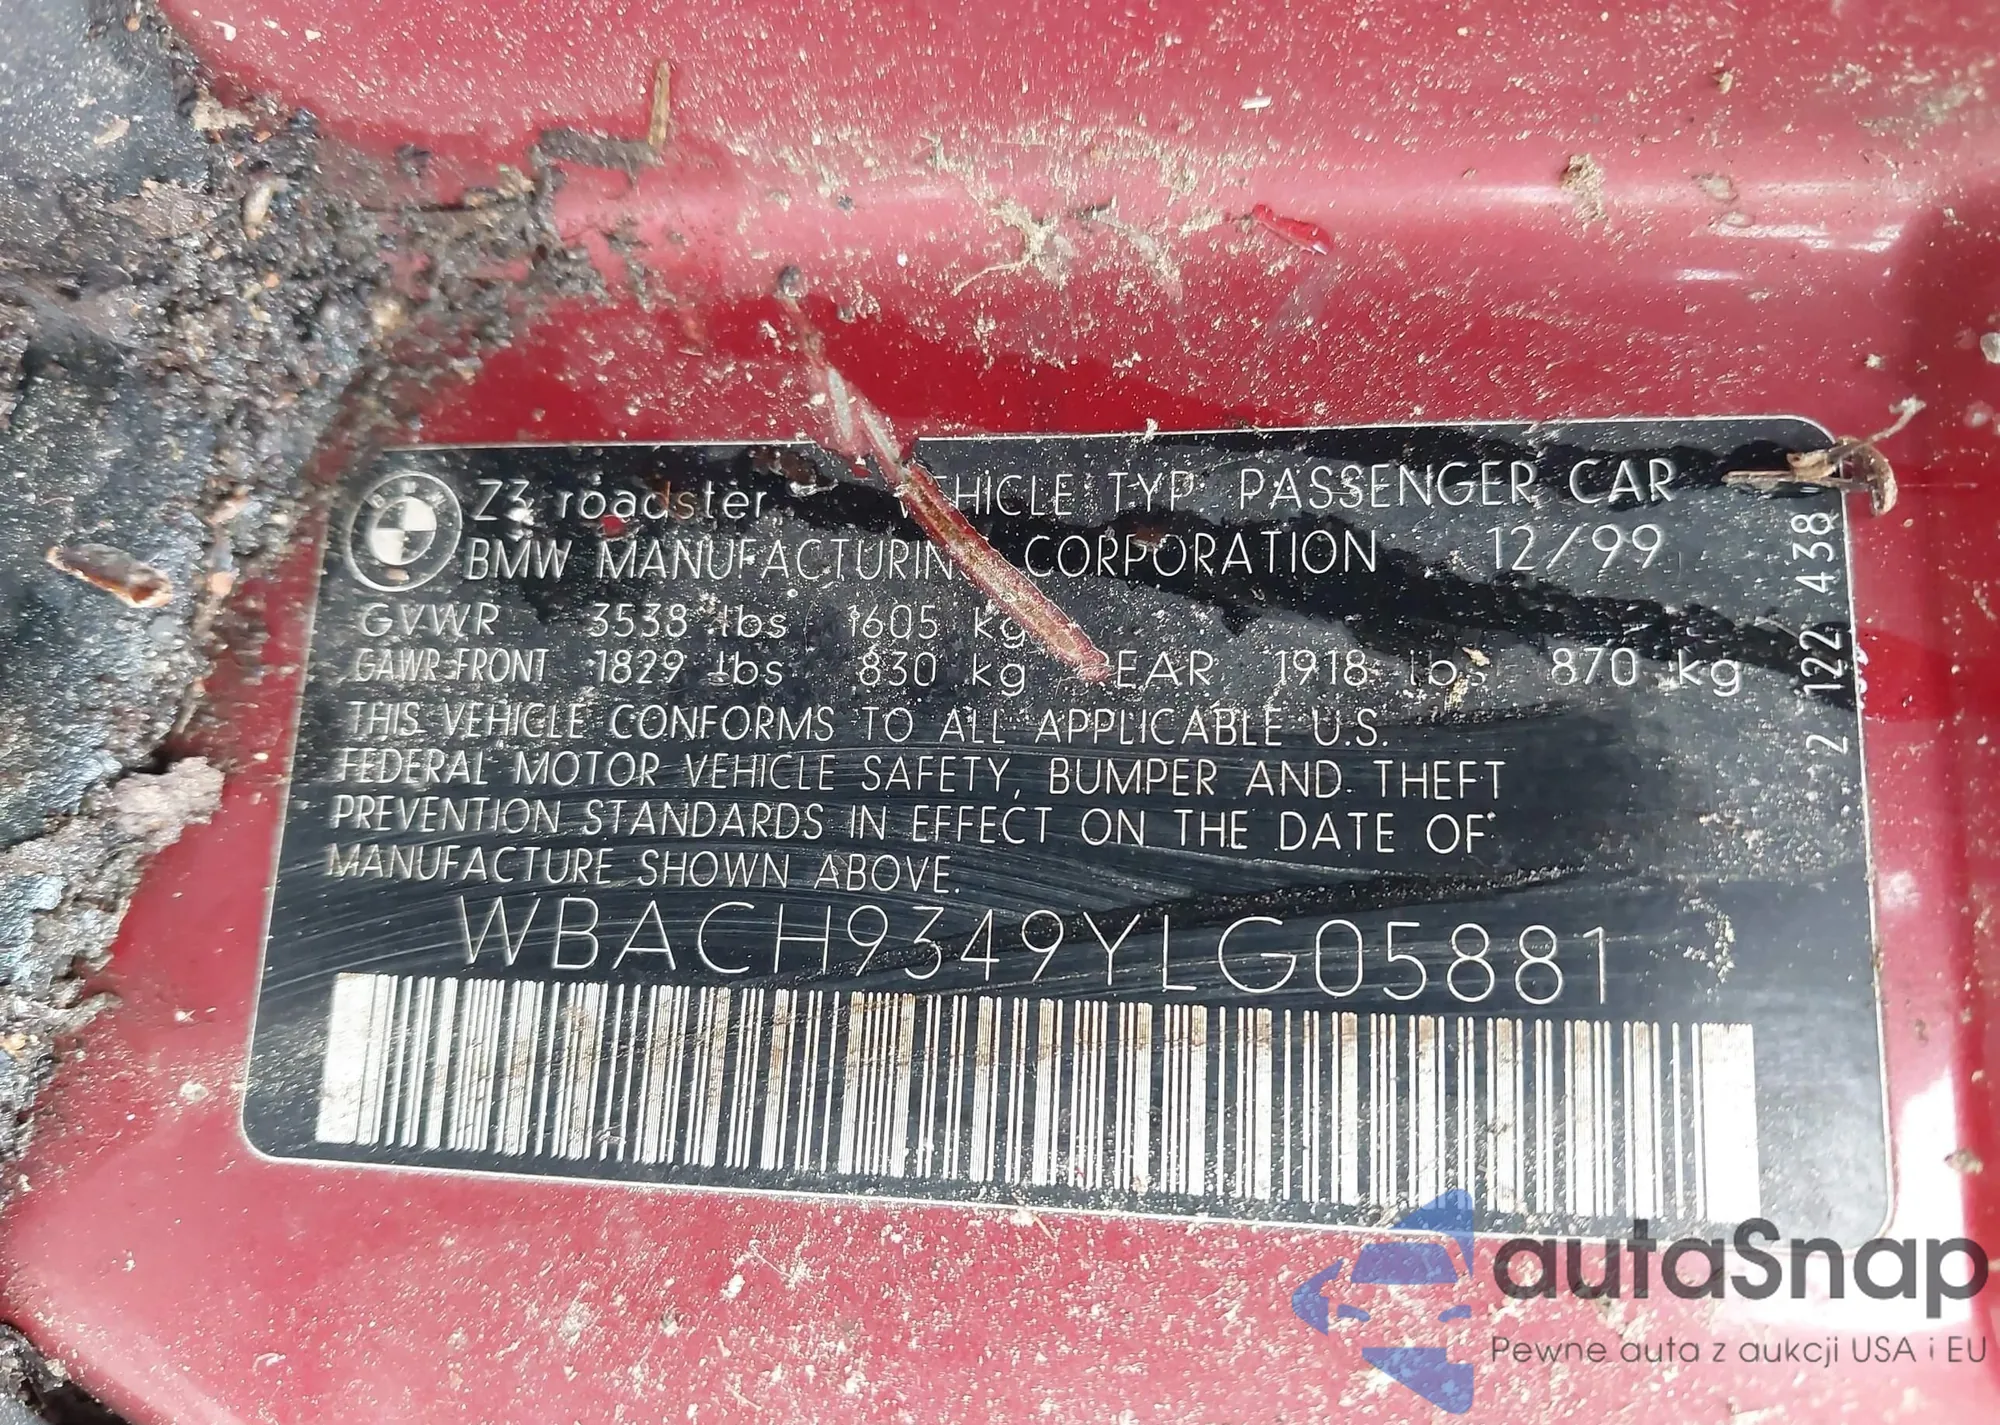 BMW
Z3 roadster VEHICLE TYP PASSENGER CAR
BMW MANUFACTURING CORPORATION 12/99
GVWR 3538 lbs 1605 kg
GAWR FRONT 1829 lbs 830 kg REAR 1918 lbs 870 kg
THIS VEHICLE CONFORMS TO ALL APPLICABLE U.S.
FEDERAL MOTOR VEHICLE SAFETY, BUMPER AND THEFT
PREVENTION STANDARDS IN EFFECT ON THE DATE OF
MANUFACTURE SHOWN ABOVE.
WBACH9349YLG05881
2 122 438
autaSnap
Pewne auta z aukcji USA i EU